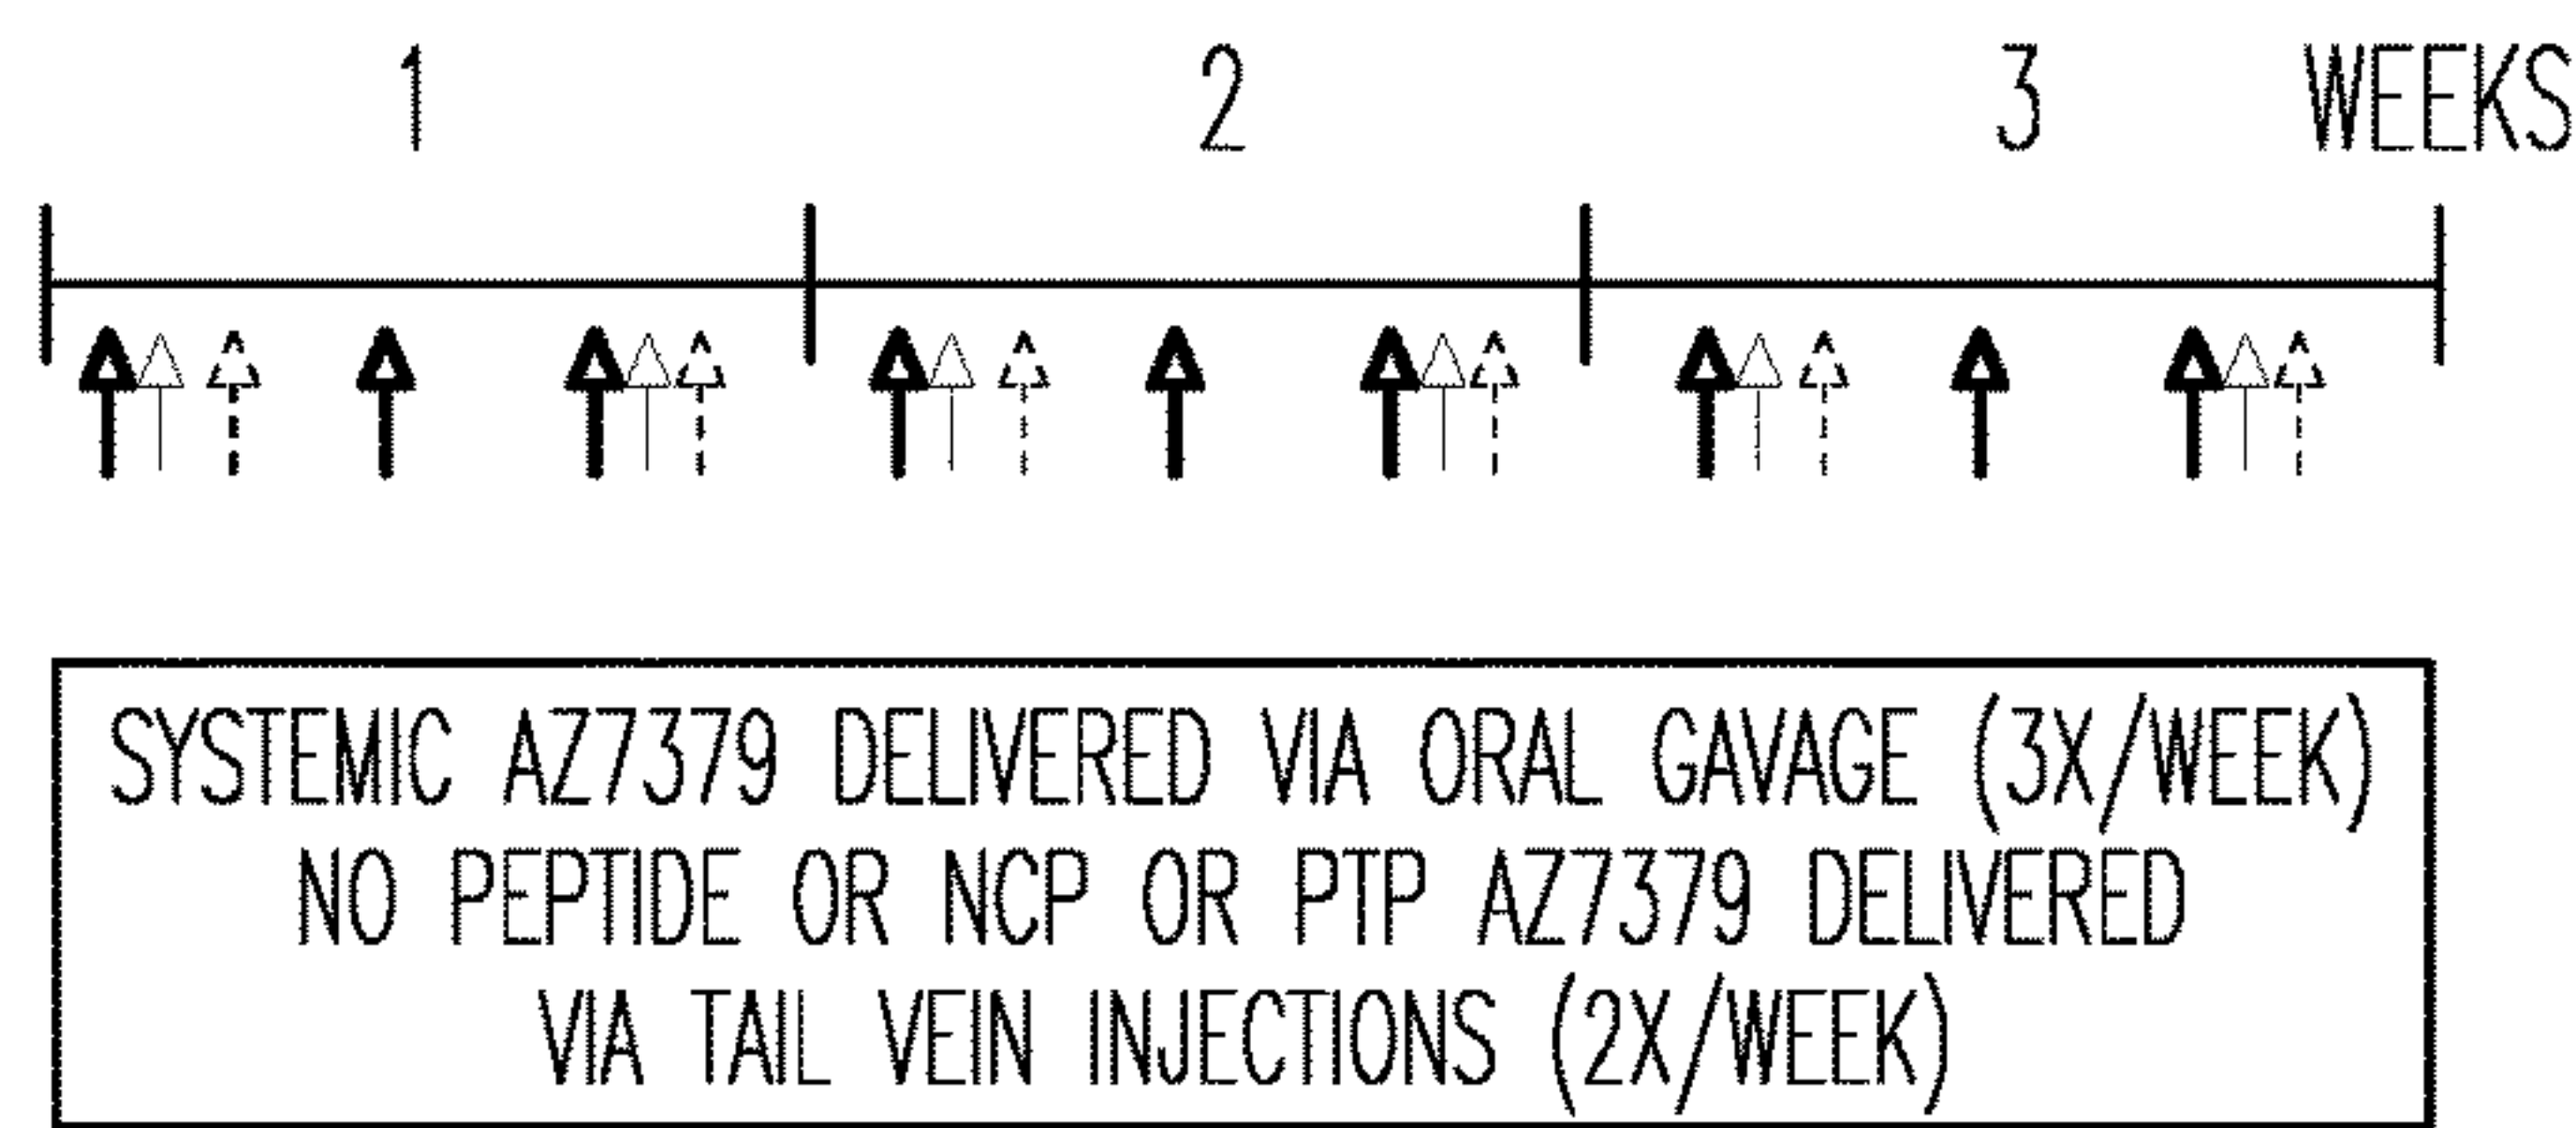 1 2 3 WEEKS
SYSTEMIC AZ7379 DELIVERED VIA ORAL GAVAGE (3X/WEEK)
NO PEPTIDE OR NCP OR PTP AZ7379 DELIVERED
VIA TAIL VEIN INJECTIONS (2X/WEEK)